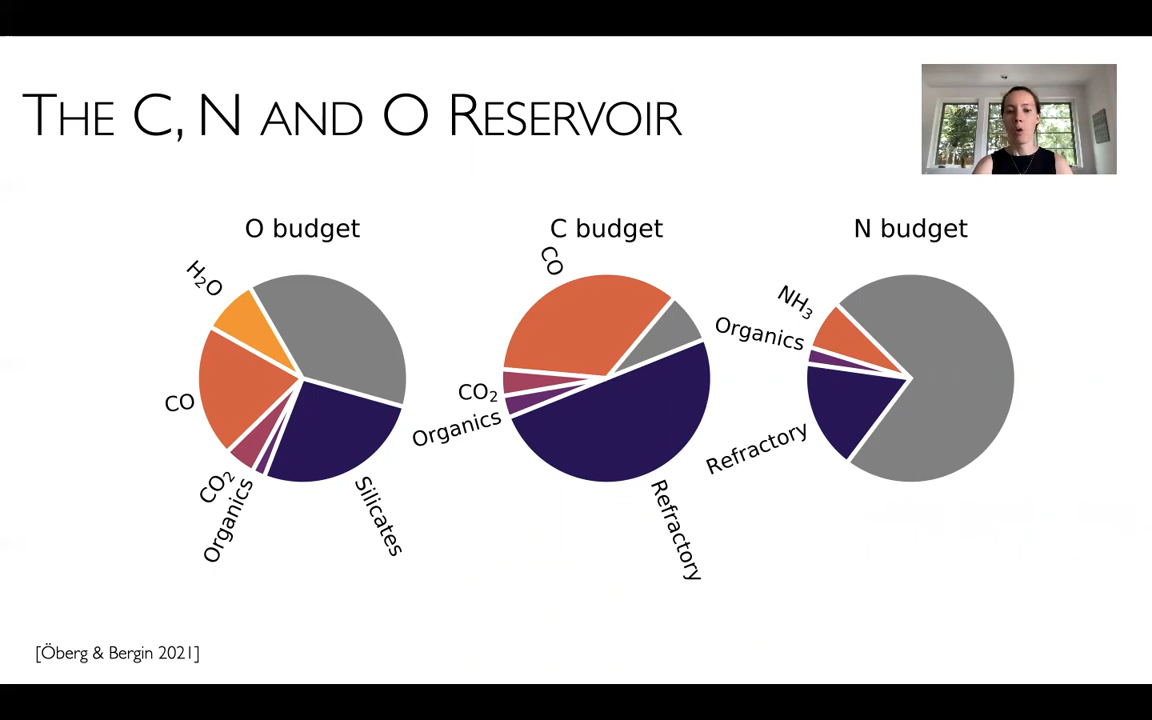 THE C, N AND O RESERVOIR
O budget
C budget
N budget
H₂O
CO
CO₂
Organics
Silicates
CO
CO₂
Organics
Refractory
NH₃
Organics
Refractory
[Öberg & Bergin 2021]